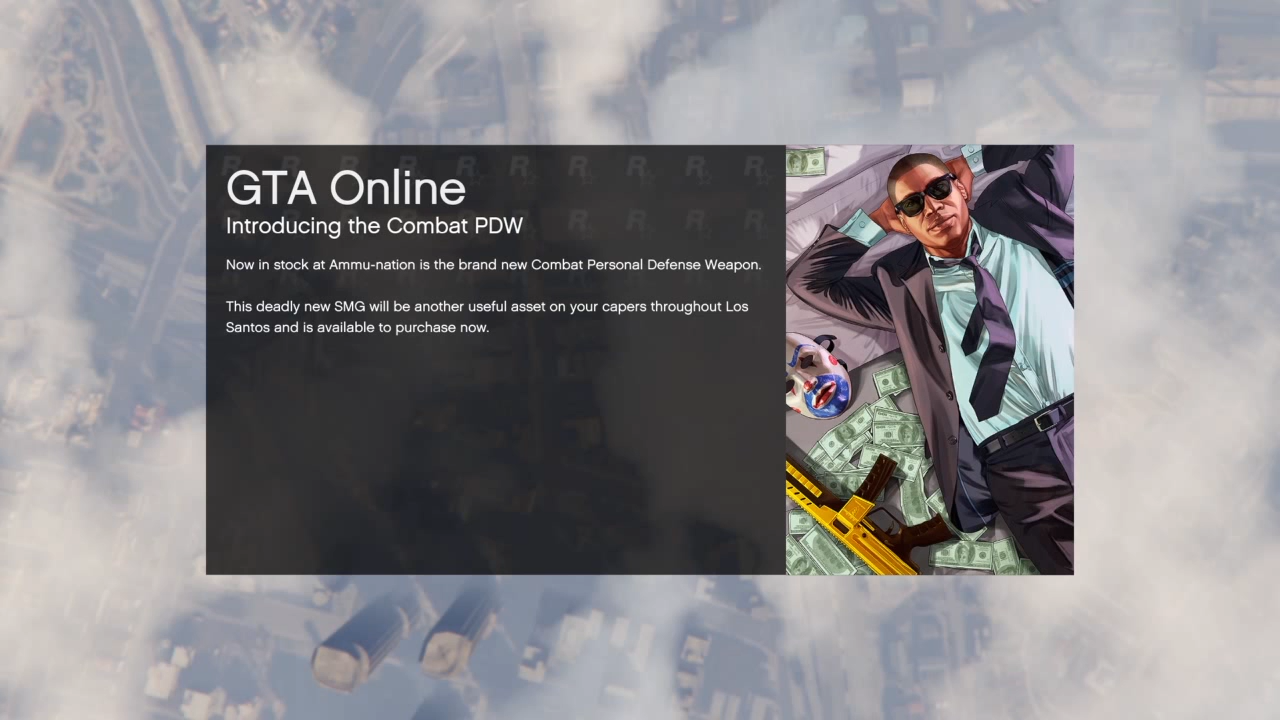 GTA Online
Introducing the Combat PDW
Now in stock at Ammu-nation is the brand new Combat Personal Defense Weapon.
This deadly new SMG will be another useful asset on your capers throughout Los
Santos and is available to purchase now.